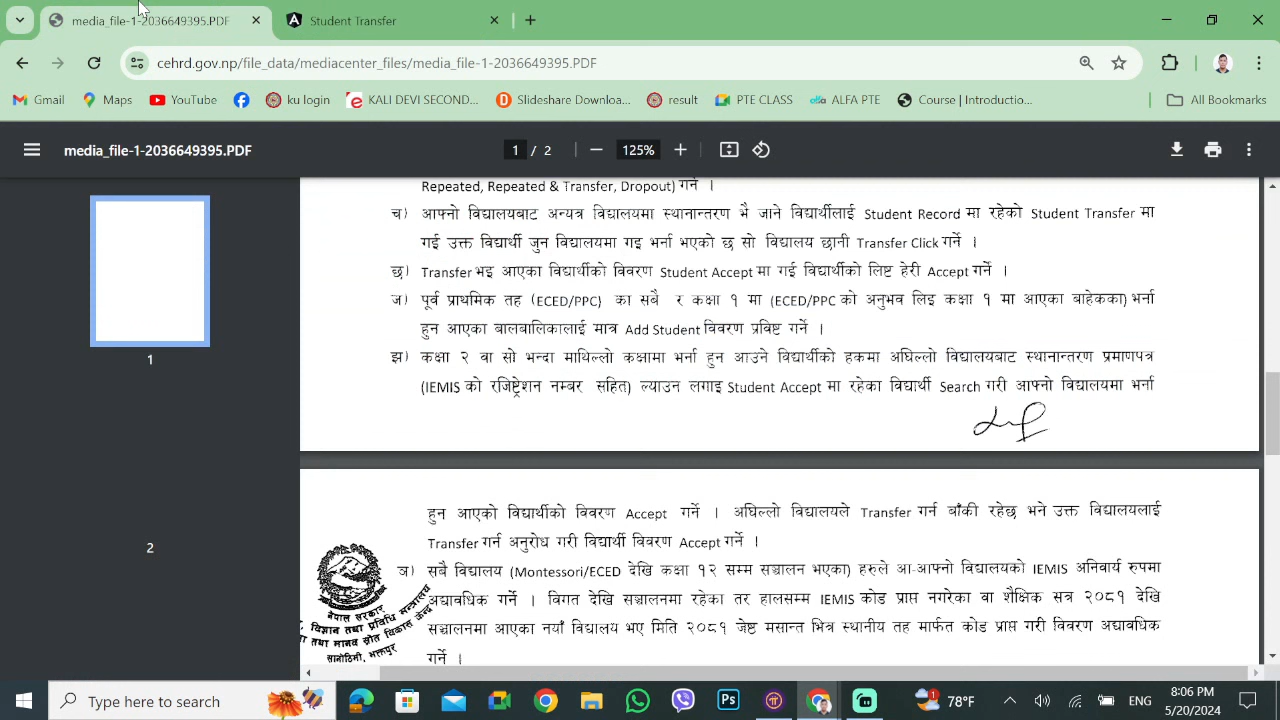 media_file-1-2036649395.PDF
Student Transfer
cehrd.gov.np/file_data/mediacenter_files/media_file-1-2036649395.PDF
Gmail
Maps
YouTube
ku login
KALI DEVI SECOND...
Slideshare Downloa...
result
PTE CLASS
ALFA PTE
Course | Introductio...
All Bookmarks
media_file-1-2036649395.PDF
1 / 2
125%
1
2
Repeated, Repeated & Transfer, Dropout) गर्ने ।
च) आफ्नो विद्यालयबाट अन्यत्र विद्यालयमा स्थानान्तरण भै जाने विद्यार्थीलाई Student Record मा रहेको Student Transfer मा
गई उक्त विद्यार्थी जुन विद्यालयमा गइ भर्ना भएको छ सो विद्यालय छानी Transfer Click गर्ने ।
छ) Transfer भइ आएका विद्यार्थीको विवरण Student Accept मा गई विद्यार्थीको लिष्ट हेरी Accept गर्ने ।
ज) पूर्व प्राथमिक तह (ECED/PPC) का सबै र कक्षा १ मा (ECED/PPC को अनुभव लिइ कक्षा १ मा आएका बाहेकका) भर्ना
हुन आएका बालबालिकालाई मात्र Add Student विवरण प्रविष्ट गर्ने ।
झ) कक्षा २ वा सो भन्दा माथिल्लो कक्षामा भर्ना हुन आउने विद्यार्थीको हकमा अघिल्लो विद्यालयबाट स्थानान्तरण प्रमाणपत्र
(IEMIS को रजिष्ट्रेशन नम्बर सहित) ल्याउन लगाइ Student Accept मा रहेका विद्यार्थी Search गरी आफ्नो विद्यालयमा भर्ना
हुन आएको विद्यार्थीको विवरण Accept गर्ने । अघिल्लो विद्यालयले Transfer गर्न बाँकी रहेछ भने उक्त विद्यालयलाई
Transfer गर्न अनुरोध गरी विद्यार्थी विवरण Accept गर्ने ।
ञ) सबै विद्यालय (Montessori/ECED देखि कक्षा १२ सम्म सञ्चालन भएका) हरुले आ-आफ्नो विद्यालयको IEMIS अनिवार्य रुपमा
अद्यावधिक गर्ने । विगत देखि सञ्चालनमा रहेका तर हालसम्म IEMIS कोड प्राप्त नगरेका वा शैक्षिक सत्र २०८१ देखि
सञ्चालनमा आएका नयाँ विद्यालय भए मिति २०८१ जेष्ठ मसान्त भित्र स्थानीय तह मार्फत कोड प्राप्त गरी विवरण अद्यावधिक
गर्ने ।
नेपाल सरकार
विज्ञान तथा प्रविधि मन्त्रालय
तथा मानव स्रोत विकास केन्द्र
सानोठिमी, भक्तपुर
Type here to search
78°F
ENG
8:06 PM
5/20/2024